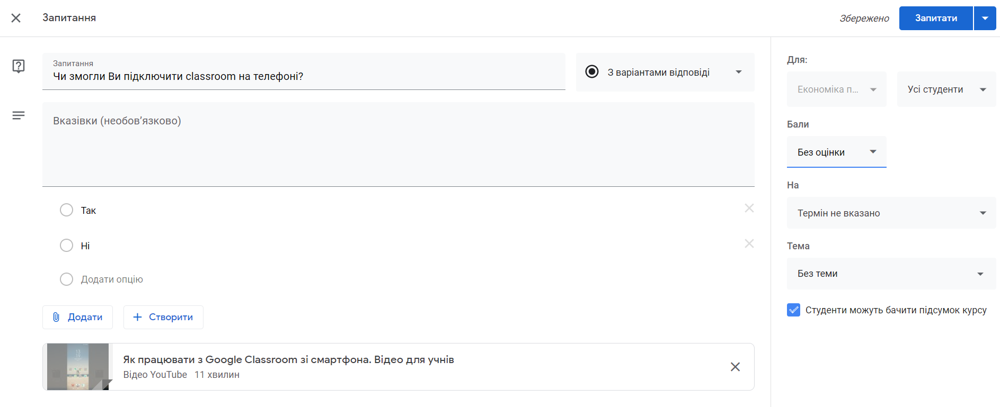 Запитання
Збережено
Запитати
Запитання
Чи змогли Ви підключити classroom на телефоні?
З варіантами відповіді
Вказівки (необов’язково)
Так
Ні
Додати опцію
Додати
Створити
Як працювати з Google Classroom зі смартфона. Відео для учнів
Відео YouTube 11 хвилин
Для:
Економіка п...
Усі студенти
Бали
Без оцінки
На
Термін не вказано
Тема
Без теми
Студенти можуть бачити підсумок курсу